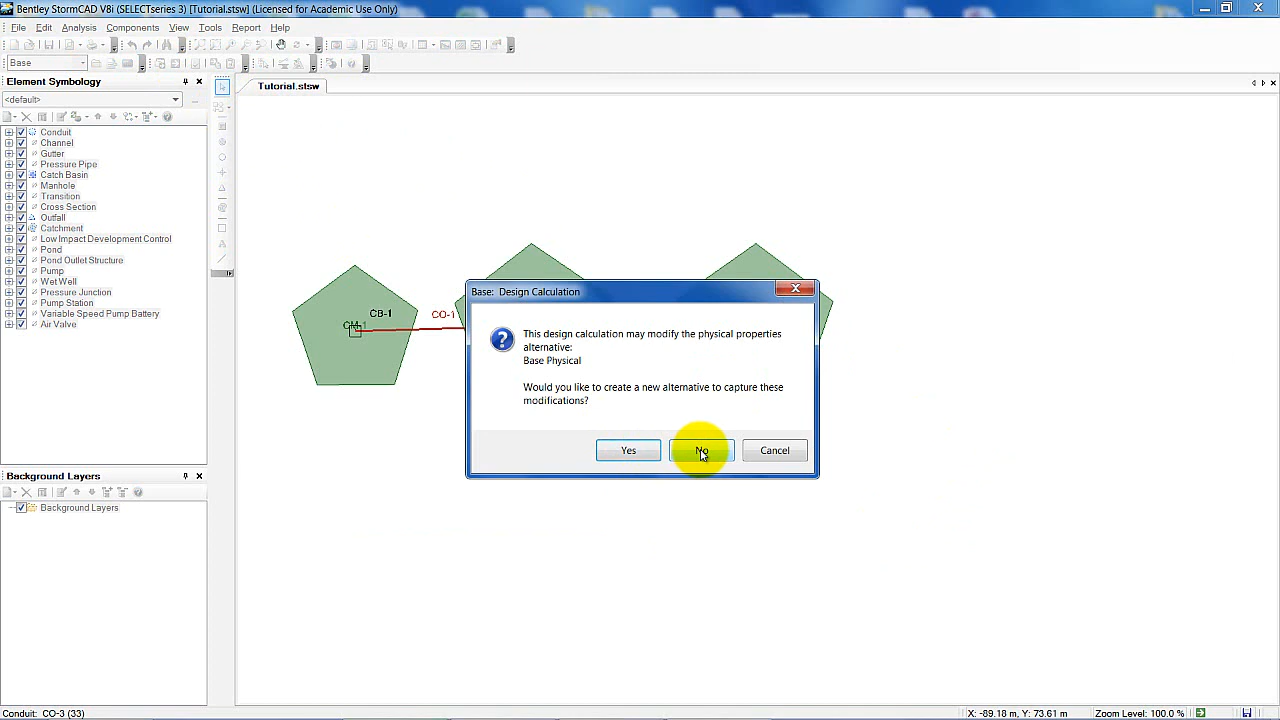 Bentley StormCAD V8i (SELECTseries 3) [Tutorial.stsw] (Licensed for Academic Use Only)
File Edit Analysis Components View Tools Report Help
Base
Element Symbology
<default>
Conduit
Channel
Gutter
Pressure Pipe
Catch Basin
Manhole
Transition
Cross Section
Outfall
Catchment
Low Impact Development Control
Pond
Pond Outlet Structure
Pump
Wet Well
Pressure Junction
Pump Station
Variable Speed Pump Battery
Air Valve
Background Layers
Background Layers
Tutorial.stsw
CB-1
CO-1
CM-1
Base: Design Calculation
This design calculation may modify the physical properties
alternative:
Base Physical
Would you like to create a new alternative to capture these
modifications?
Yes No Cancel
Conduit: CO-3 (33)
X: -89.18 m, Y: 73.61 m Zoom Level: 100.0 %